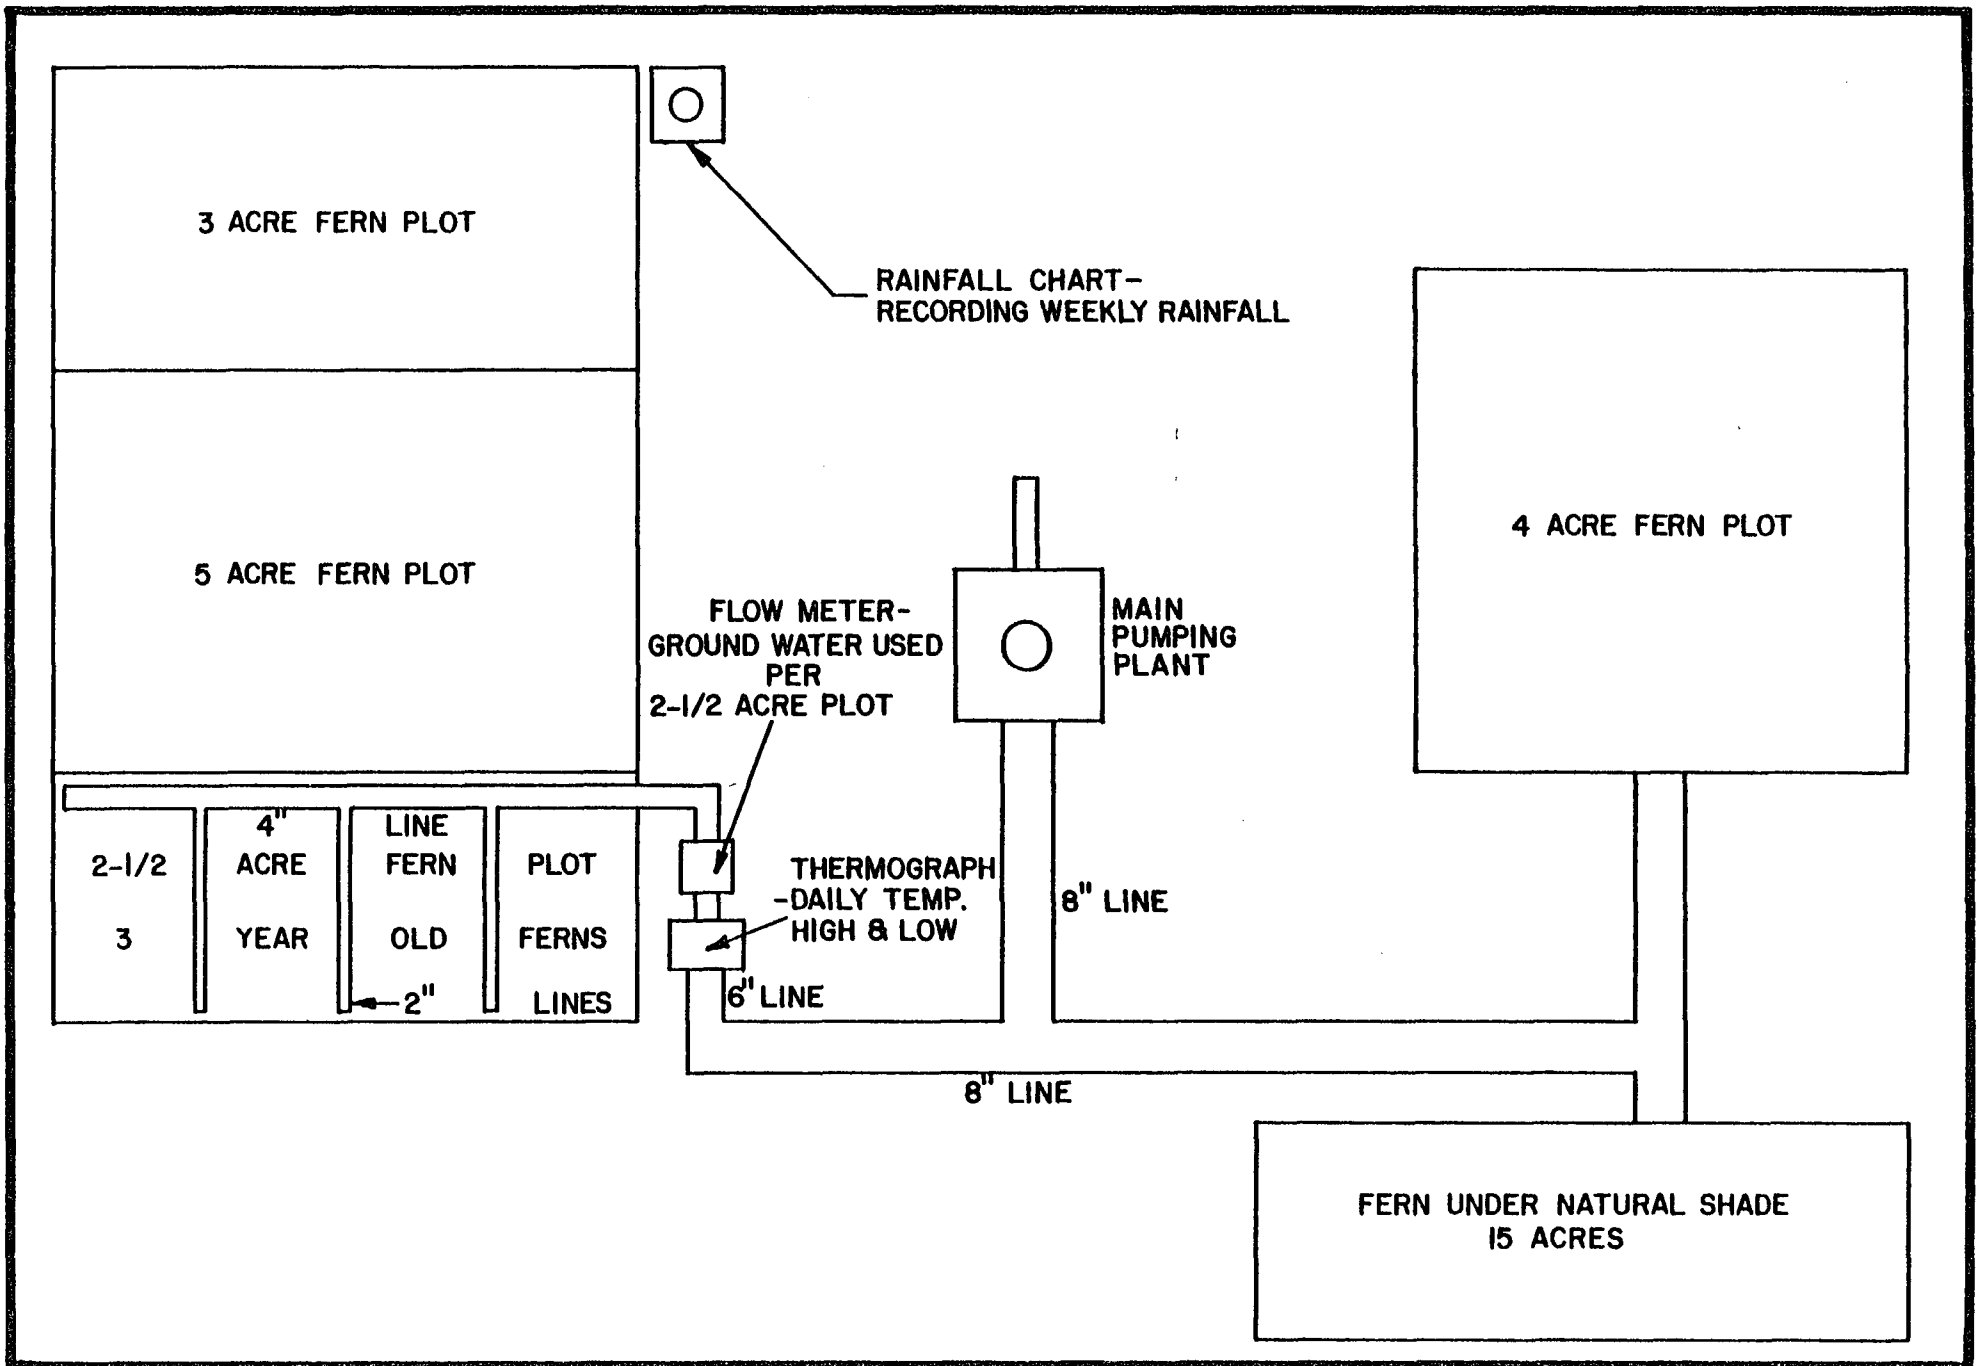 3 ACRE FERN PLOT
RAINFALL CHART-
RECORDING WEEKLY RAINFALL
5 ACRE FERN PLOT
4 ACRE FERN PLOT
FLOW METER-
GROUND WATER USED
PER
2-1/2 ACRE PLOT
MAIN
PUMPING
PLANT
4" LINE
2-1/2 ACRE FERN PLOT
3 YEAR OLD FERNS
2" LINES
THERMOGRAPH
-DAILY TEMP.
HIGH & LOW
6" LINE
8" LINE
8" LINE
FERN UNDER NATURAL SHADE
15 ACRES